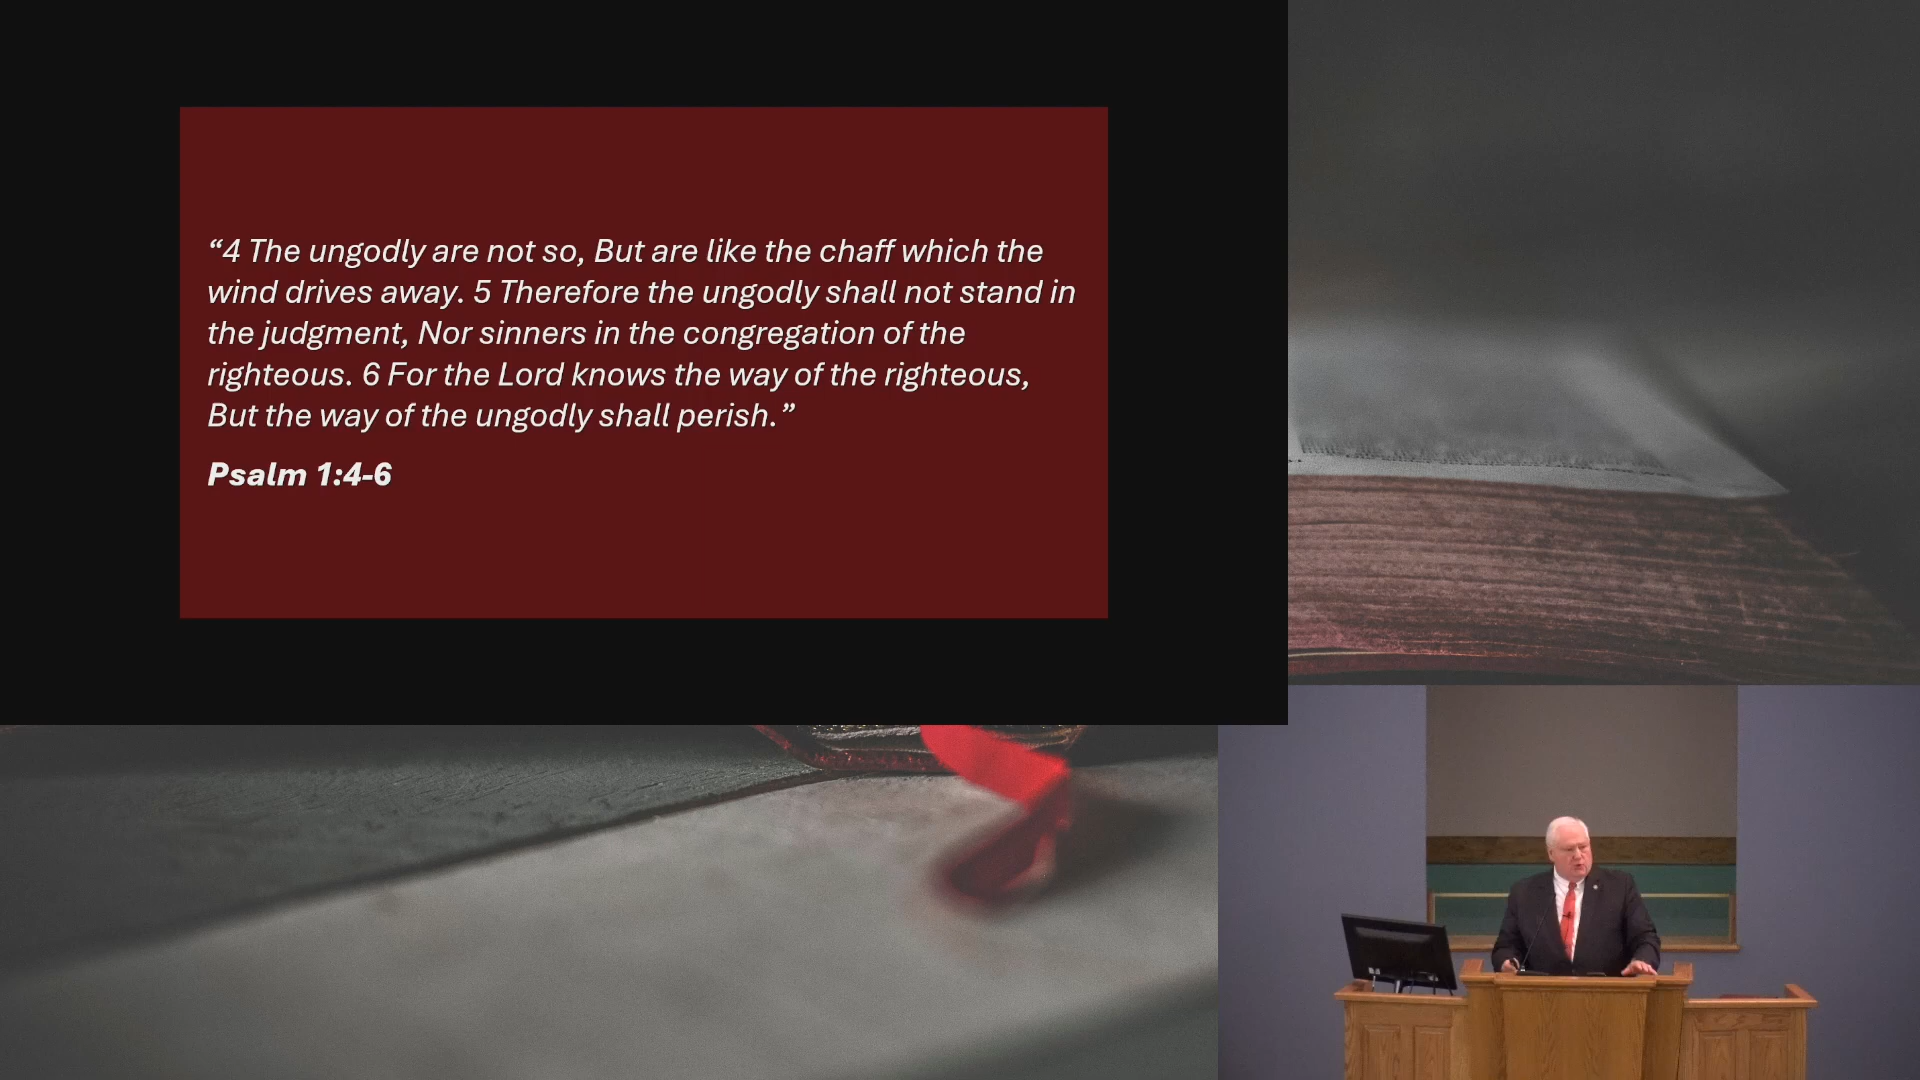 “4 The ungodly are not so, But are like the chaff which the
wind drives away. 5 Therefore the ungodly shall not stand in
the judgment, Nor sinners in the congregation of the
righteous. 6 For the Lord knows the way of the righteous,
But the way of the ungodly shall perish.”
Psalm 1:4-6